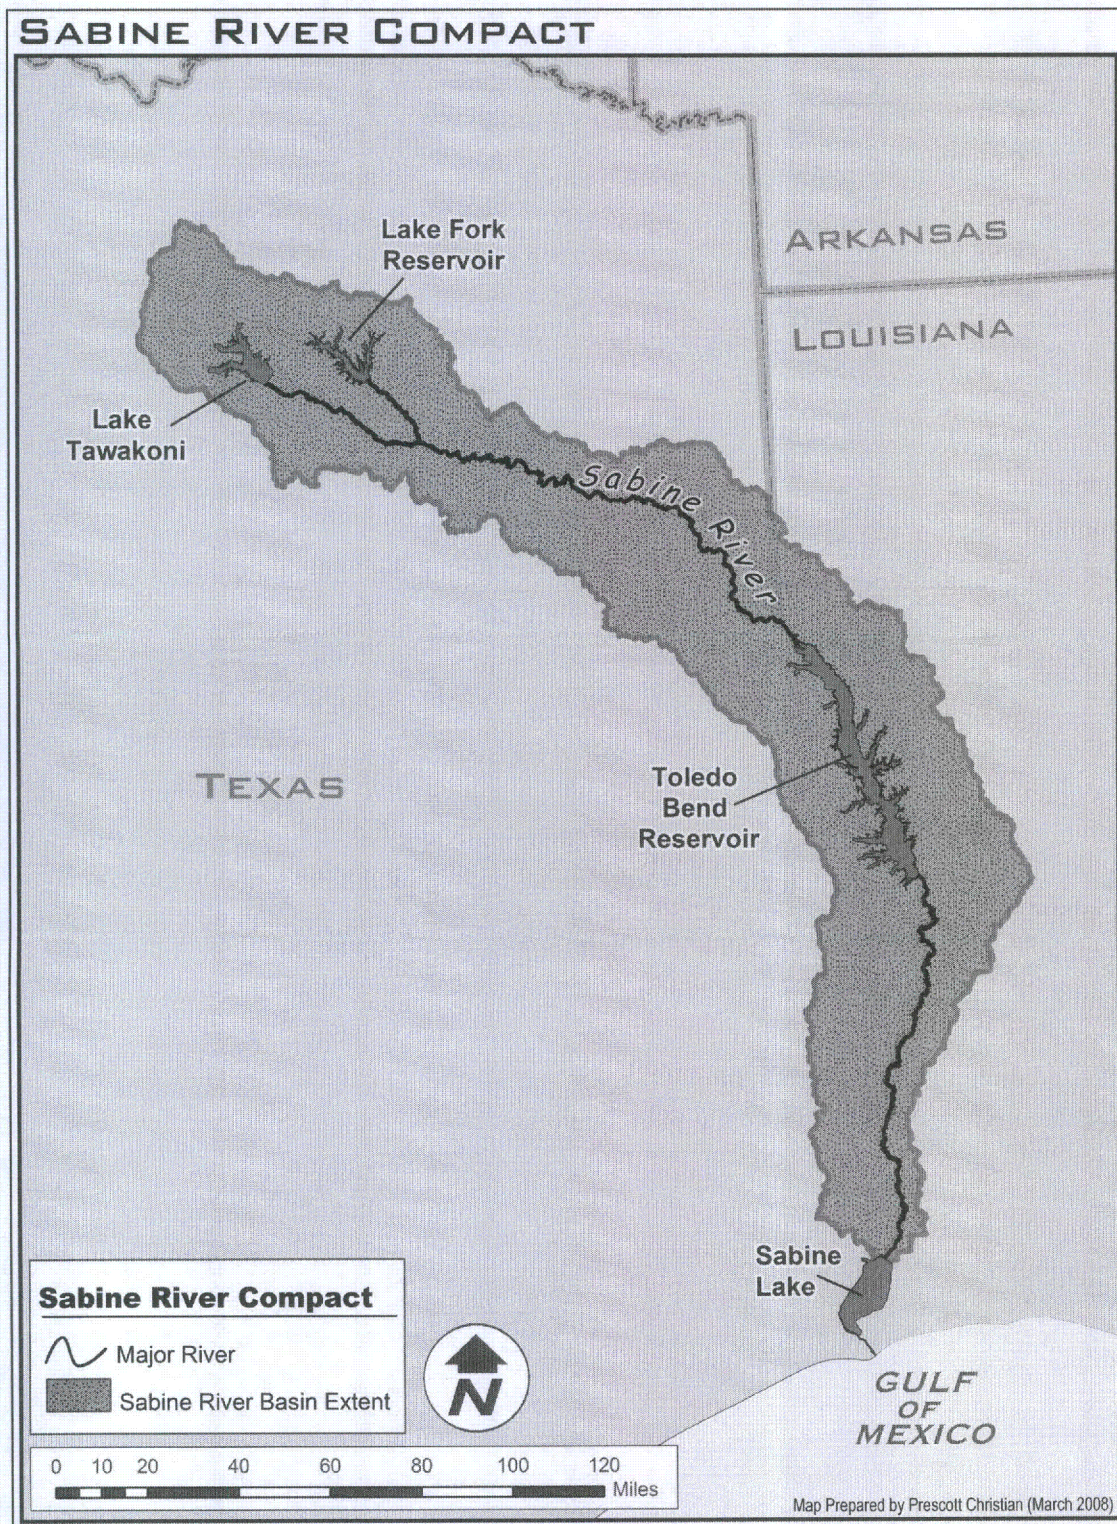 SABINE RIVER COMPACT
Lake Fork
Reservoir
ARKANSAS
LOUISIANA
Lake
Tawakoni
Sabine River
TEXAS
Toledo
Bend
Reservoir
Sabine
Lake
Sabine River Compact
Major River
Sabine River Basin Extent
N
GULF
OF
MEXICO
0 10 20 40 60 80 100 120
Miles
Map Prepared by Prescott Christian (March 2008)